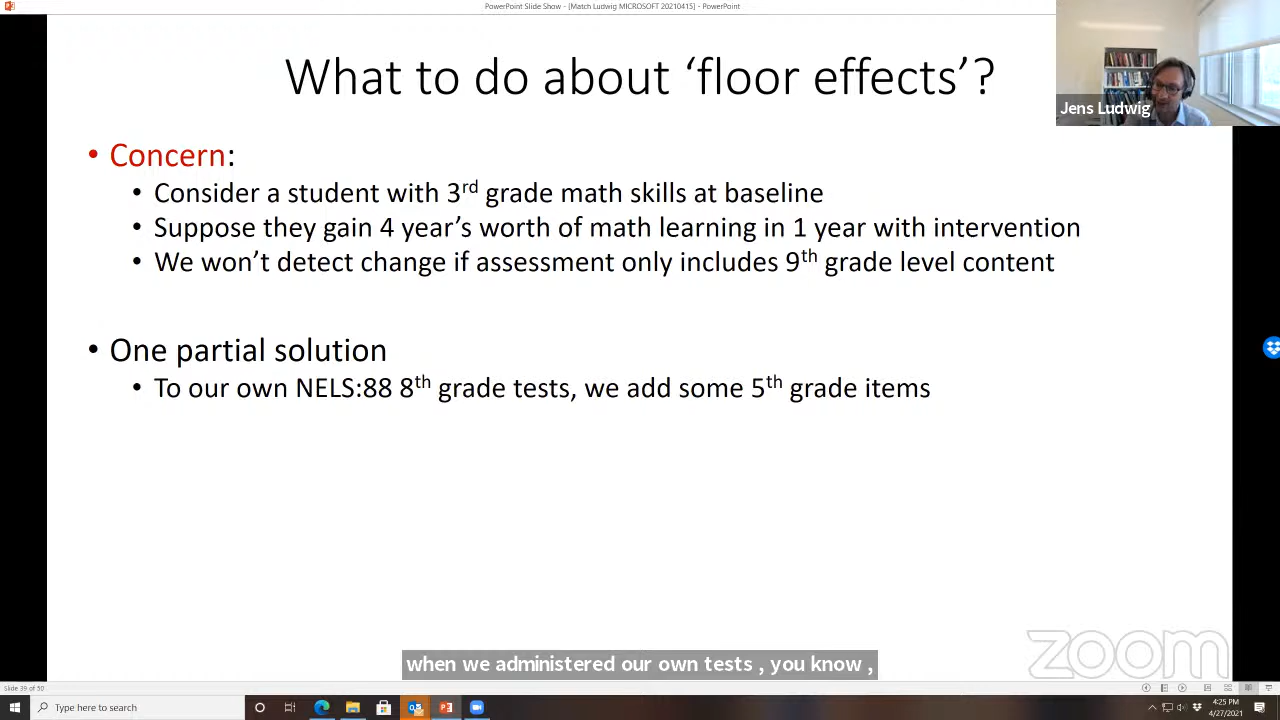 PowerPoint Slide Show - [Match Ludwig MICROSOFT 20210415] - PowerPoint
What to do about ‘floor effects’?
Jens Ludwig
• Concern:
• Consider a student with 3rd grade math skills at baseline
• Suppose they gain 4 year’s worth of math learning in 1 year with intervention
• We won’t detect change if assessment only includes 9th grade level content
• One partial solution
• To our own NELS:88 8th grade tests, we add some 5th grade items
when we administered our own tests , you know ,
zoom
Slide 39 of 50
Type here to search
4:25 PM
4/27/2021